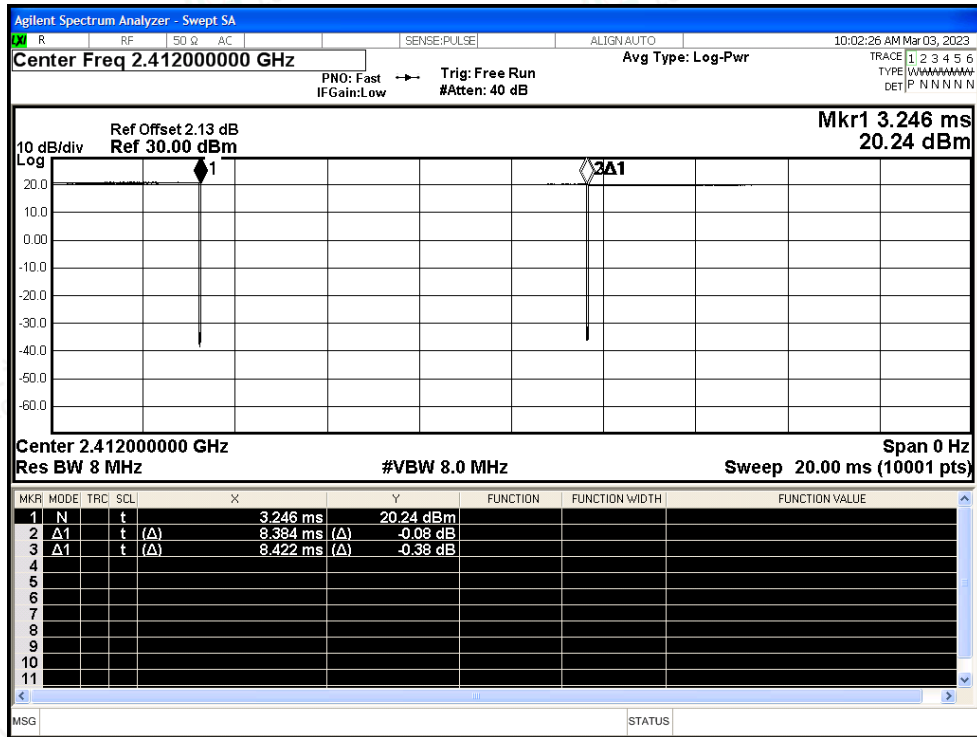 Agilent Spectrum Analyzer - Swept SA
LXI R RF 50 Ω AC SENSE:PULSE ALIGN AUTO 10:02:26 AM Mar 03, 2023
Center Freq 2.412000000 GHz
PNO: Fast
IFGain:Low
Trig: Free Run
#Atten: 40 dB
Avg Type: Log-Pwr
TRACE 1 2 3 4 5 6
TYPE WWWWWW
DET P N N N N N
Ref Offset 2.13 dB
10 dB/div Ref 30.00 dBm
Log
Mkr1 3.246 ms
20.24 dBm
1
3Δ1
20.0
10.0
0.00
-10.0
-20.0
-30.0
-40.0
-50.0
-60.0
Center 2.412000000 GHz Span 0 Hz
Res BW 8 MHz #VBW 8.0 MHz Sweep 20.00 ms (10001 pts)
MKR MODE TRC SCL X Y FUNCTION FUNCTION WIDTH FUNCTION VALUE
1 N t 3.246 ms 20.24 dBm
2 Δ1 t (Δ) 8.384 ms (Δ) -0.08 dB
3 Δ1 t (Δ) 8.422 ms (Δ) -0.38 dB
4
5
6
7
8
9
10
11
MSG STATUS